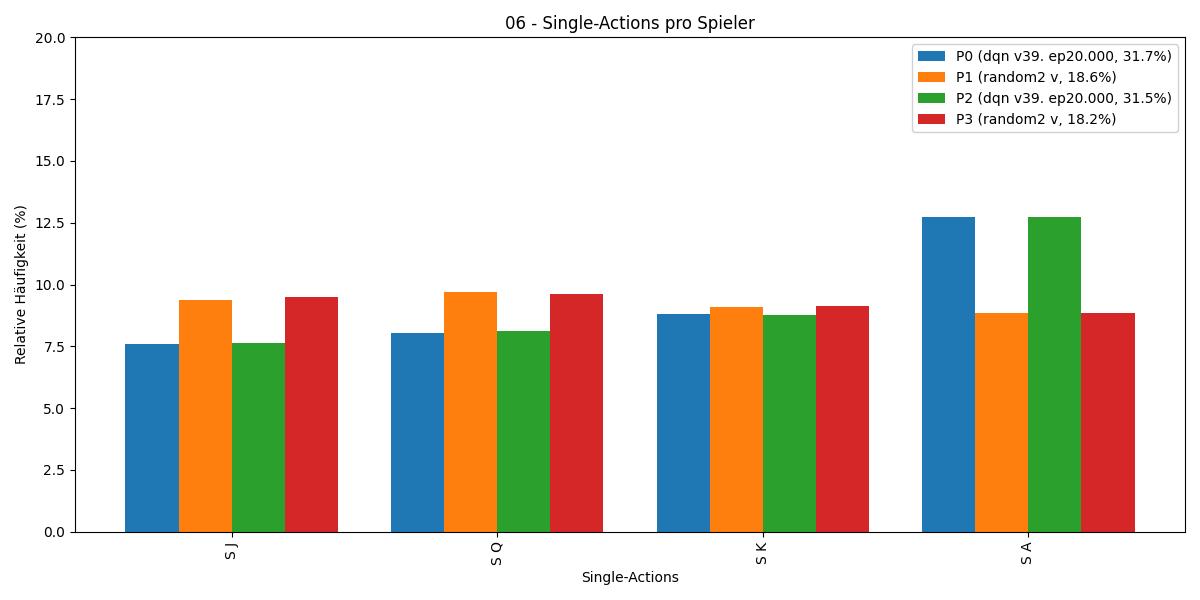 06 - Single-Actions pro Spieler
20.0
17.5
15.0
12.5
10.0
7.5
5.0
2.5
0.0
Relative Häufigkeit (%)
P0 (dqn v39. ep20.000, 31.7%)
P1 (random2 v, 18.6%)
P2 (dqn v39. ep20.000, 31.5%)
P3 (random2 v, 18.2%)
S J
S Q
S K
S A
Single-Actions